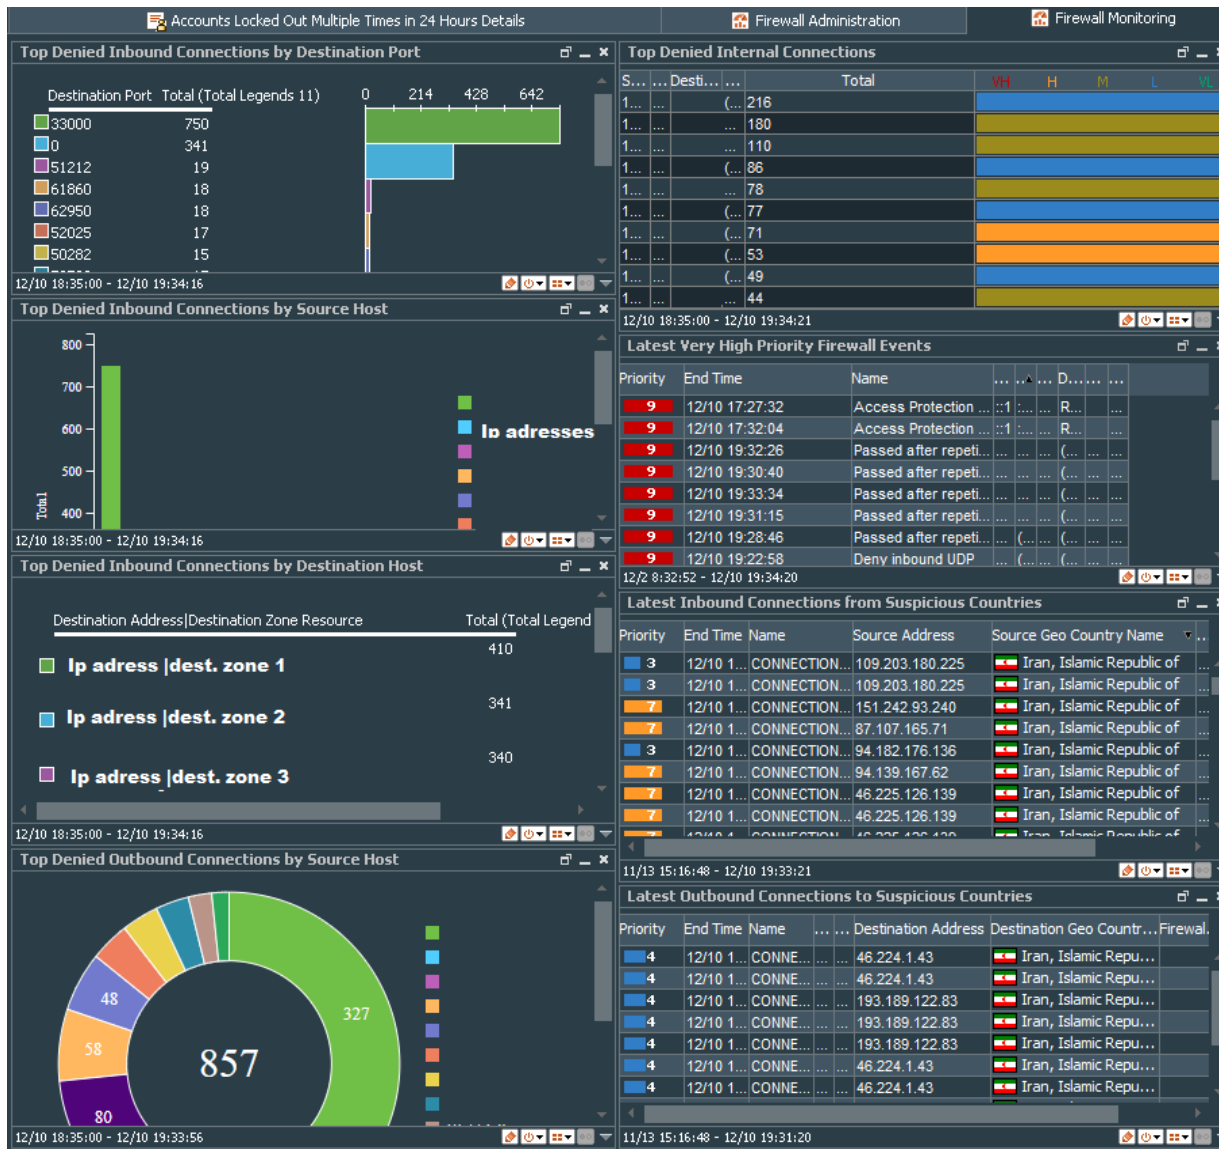 Accounts Locked Out Multiple Times in 24 Hours Details
Firewall Administration
Firewall Monitoring
Top Denied Inbound Connections by Destination Port
Destination Port Total (Total Legends 11)
0 214 428 642
33000 750
0 341
51212 19
61860 18
62950 18
52025 17
50282 15
12/10 18:35:00 - 12/10 19:34:16
Top Denied Inbound Connections by Source Host
800
700
600
500
400
Total
Ip adresses
12/10 18:35:00 - 12/10 19:34:16
Top Denied Inbound Connections by Destination Host
Destination Address|Destination Zone Resource Total (Total Legend
410
Ip adress |dest. zone 1
341
Ip adress |dest. zone 2
340
Ip adress |dest. zone 3
12/10 18:35:00 - 12/10 19:34:16
Top Denied Outbound Connections by Source Host
327
48
58
80
857
12/10 18:35:00 - 12/10 19:33:56
Top Denied Internal Connections
S... ... Desti... ... Total VH H M L VL
1... ... (... 216
1... ... ... 180
1... ... ... 110
1... ... (... 86
1... ... ... 78
1... ... (... 77
1... ... (... 71
1... ... (... 53
1... ... (... 49
1... ... ... 44
12/10 18:35:00 - 12/10 19:34:21
Latest Very High Priority Firewall Events
Priority End Time Name ... ... ... D... ... ...
9 12/10 17:27:32 Access Protection ... ::1 :... ... R... ...
9 12/10 17:32:04 Access Protection ... ::1 :... ... R... ...
9 12/10 19:32:26 Passed after repeti... ... ... ... (... ... ...
9 12/10 19:30:40 Passed after repeti... ... ... ... (... ... ...
9 12/10 19:33:34 Passed after repeti... ... ... ... (... ... ...
9 12/10 19:31:15 Passed after repeti... ... ... ... (... ... ...
9 12/10 19:28:46 Passed after repeti... ... (... ... (... ... ...
9 12/10 19:22:58 Deny inbound UDP ... (... ... (... ... ...
12/2 8:32:52 - 12/10 19:34:20
Latest Inbound Connections from Suspicious Countries
Priority End Time Name Source Address Source Geo Country Name ..
3 12/10 1... CONNECTION... 109.203.180.225 Iran, Islamic Republic of ...
3 12/10 1... CONNECTION... 109.203.180.225 Iran, Islamic Republic of ...
7 12/10 1... CONNECTION... 151.242.93.240 Iran, Islamic Republic of ...
7 12/10 1... CONNECTION... 87.107.165.71 Iran, Islamic Republic of ...
3 12/10 1... CONNECTION... 94.182.176.136 Iran, Islamic Republic of ...
7 12/10 1... CONNECTION... 94.139.167.62 Iran, Islamic Republic of ...
7 12/10 1... CONNECTION... 46.225.126.139 Iran, Islamic Republic of ...
7 12/10 1... CONNECTION... 46.225.126.139 Iran, Islamic Republic of ...
7 12/10 1... CONNECTION... 46.225.126.139 Iran, Islamic Republic of
11/13 15:16:48 - 12/10 19:33:21
Latest Outbound Connections to Suspicious Countries
Priority End Time Name ... ... Destination Address Destination Geo Countr... Firewal.
4 12/10 1... CONNE... ... ... 46.224.1.43 Iran, Islamic Repu...
4 12/10 1... CONNE... ... ... 46.224.1.43 Iran, Islamic Repu...
4 12/10 1... CONNE... ... ... 193.189.122.83 Iran, Islamic Repu...
4 12/10 1... CONNE... ... ... 193.189.122.83 Iran, Islamic Repu...
4 12/10 1... CONNE... ... ... 193.189.122.83 Iran, Islamic Repu...
4 12/10 1... CONNE... ... ... 46.224.1.43 Iran, Islamic Repu...
4 12/10 1... CONNE... ... ... 46.224.1.43 Iran, Islamic Repu...
11/13 15:16:48 - 12/10 19:31:20